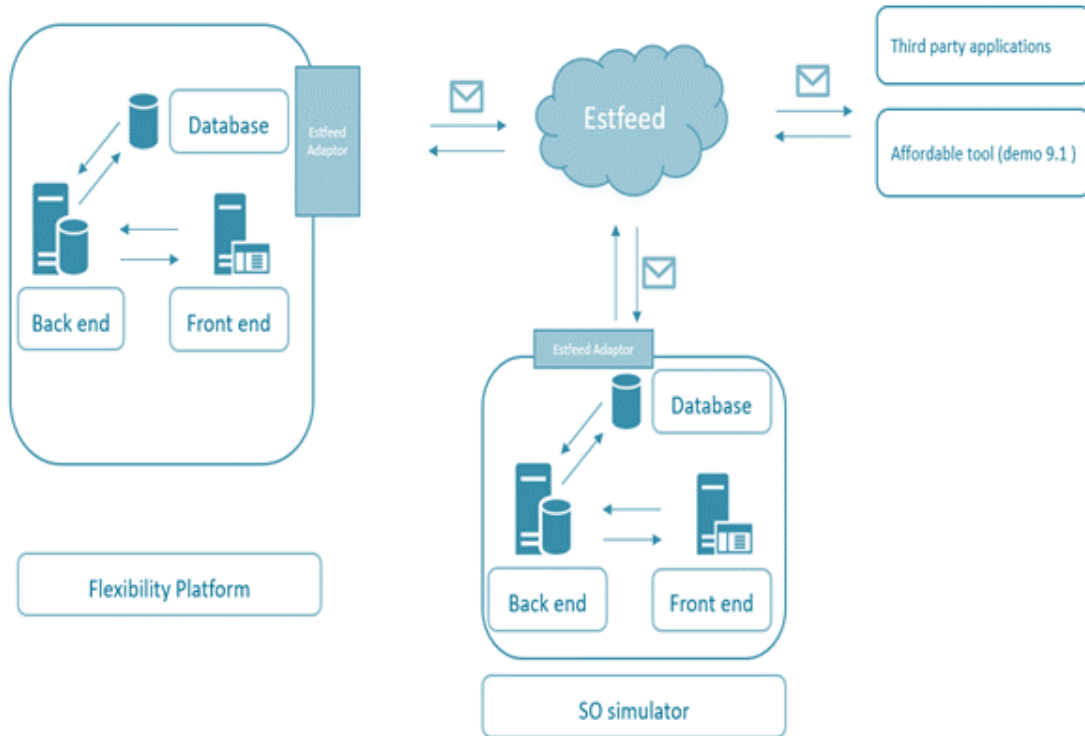 Database
Estfeed
Adaptor
Back end
Front end
Flexibility Platform
Estfeed
Third party applications
Affordable tool (demo 9.1 )
Estfeed Adaptor
Database
Back end
Front end
SO simulator